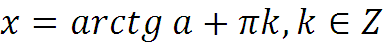 x = arctg a + πk, k ∈ Z